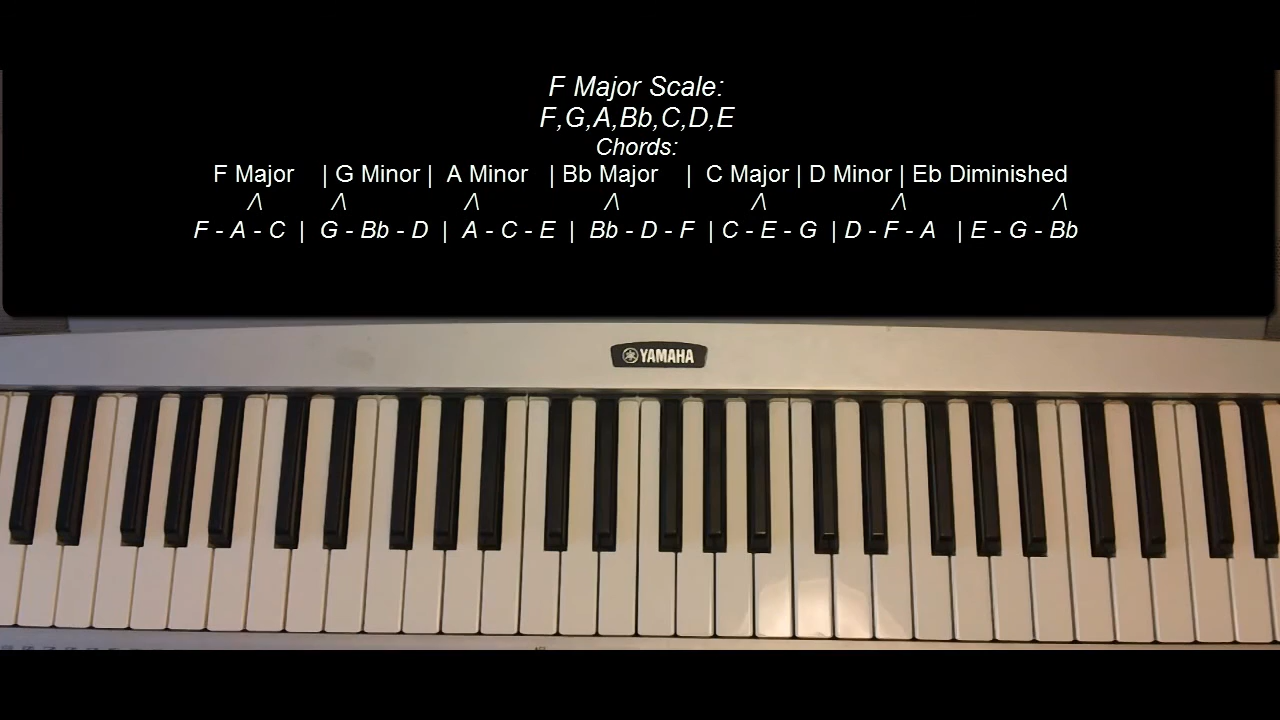 F Major Scale:
F,G,A,Bb,C,D,E
Chords:
F Major | G Minor | A Minor | Bb Major | C Major | D Minor | Eb Diminished
/\ /\ /\ /\ /\ /\ /\
F - A - C | G - Bb - D | A - C - E | Bb - D - F | C - E - G | D - F - A | E - G - Bb
YAMAHA